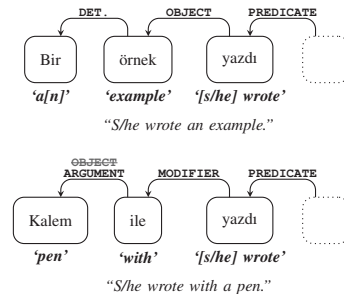 DET. OBJECT PREDICATE
Bir örnek yazdı
‘a[n]’ ‘example’ ‘[s/he] wrote’
“S/he wrote an example.”
OBJECT
ARGUMENT MODIFIER PREDICATE
Kalem ile yazdı
‘pen’ ‘with’ ‘[s/he] wrote’
“S/he wrote with a pen.”